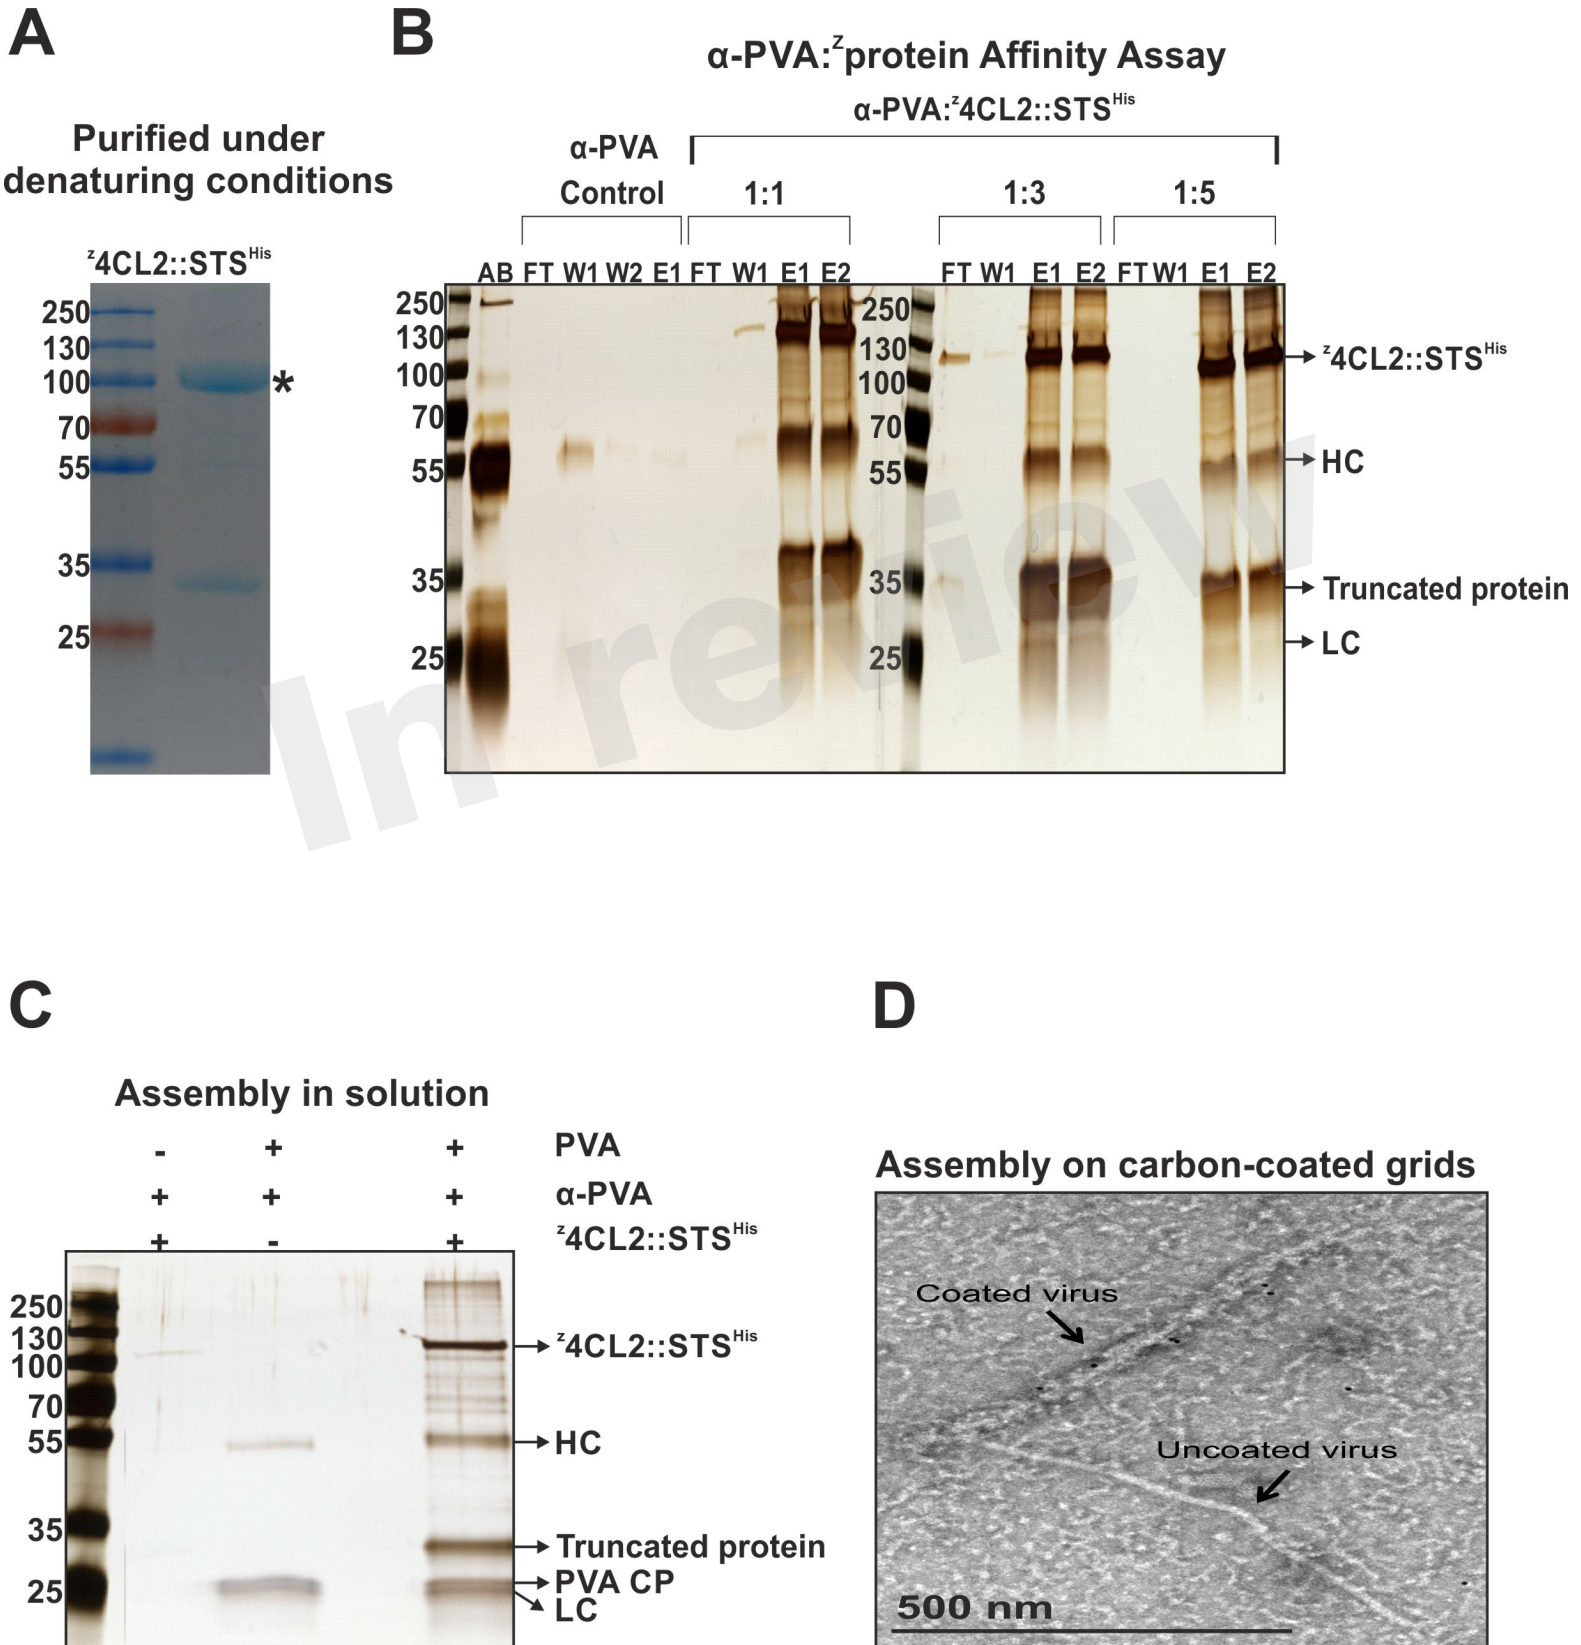 A
Purified under
denaturing conditions
ᶻ4CL2::STSᴴⁱˢ
250
130
100
*
70
55
35
25
B
α-PVA:ᶻprotein Affinity Assay
α-PVA:ᶻ4CL2::STSᴴⁱˢ
α-PVA
Control 1:1 1:3 1:5
AB FT W1 W2 E1 FT W1 E1 E2 FT W1 E1 E2 FT W1 E1 E2
250 250
130 130 ᶻ4CL2::STSᴴⁱˢ
100 100
70 70
55 55 HC
35 35 Truncated protein
25 25 LC
In review
C
Assembly in solution
- + + PVA
+ + + α-PVA
+ - + ᶻ4CL2::STSᴴⁱˢ
250
130 ᶻ4CL2::STSᴴⁱˢ
100
70
55 HC
35 Truncated protein
25 PVA CP
LC
D
Assembly on carbon-coated grids
Coated virus
Uncoated virus
500 nm